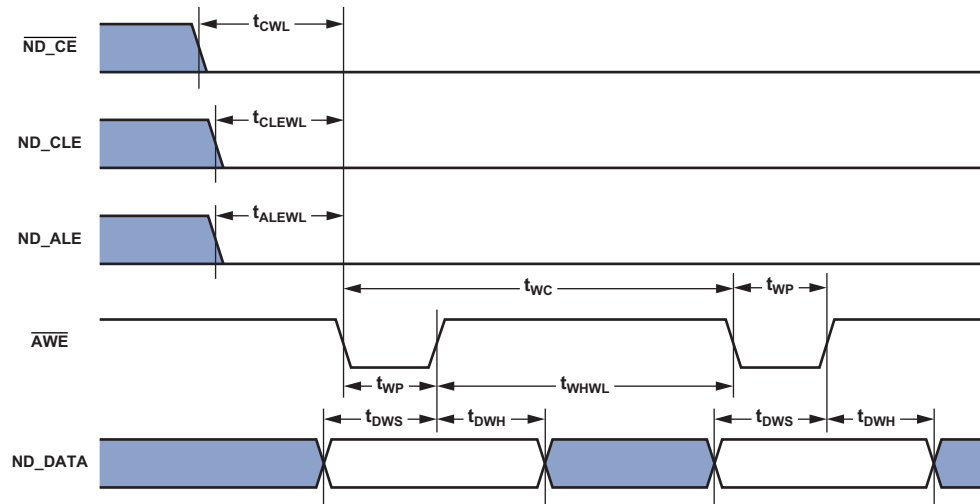 ND_CE
t_CWL
ND_CLE
t_CLEWL
ND_ALE
t_ALEWL
t_WC
t_WP
AWE
t_WP
t_WHWL
t_DWS
t_DWH
t_DWS
t_DWH
ND_DATA